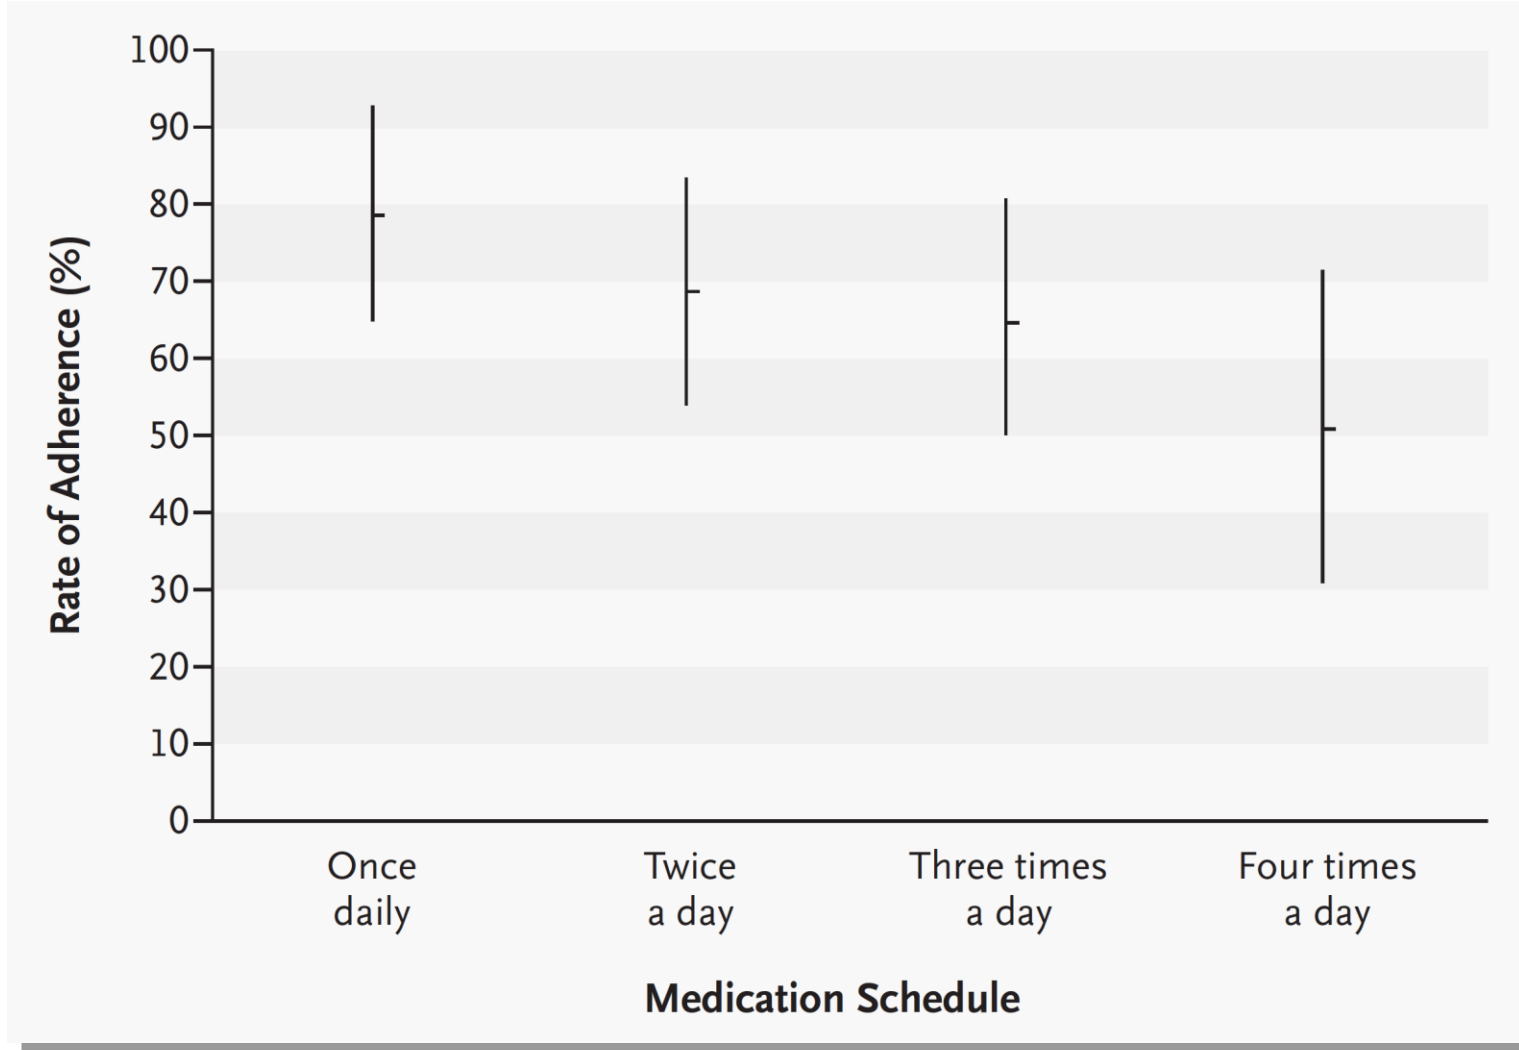 Rate of Adherence (%)
100
90
80
70
60
50
40
30
20
10
0
Once
daily
Twice
a day
Three times
a day
Four times
a day
Medication Schedule